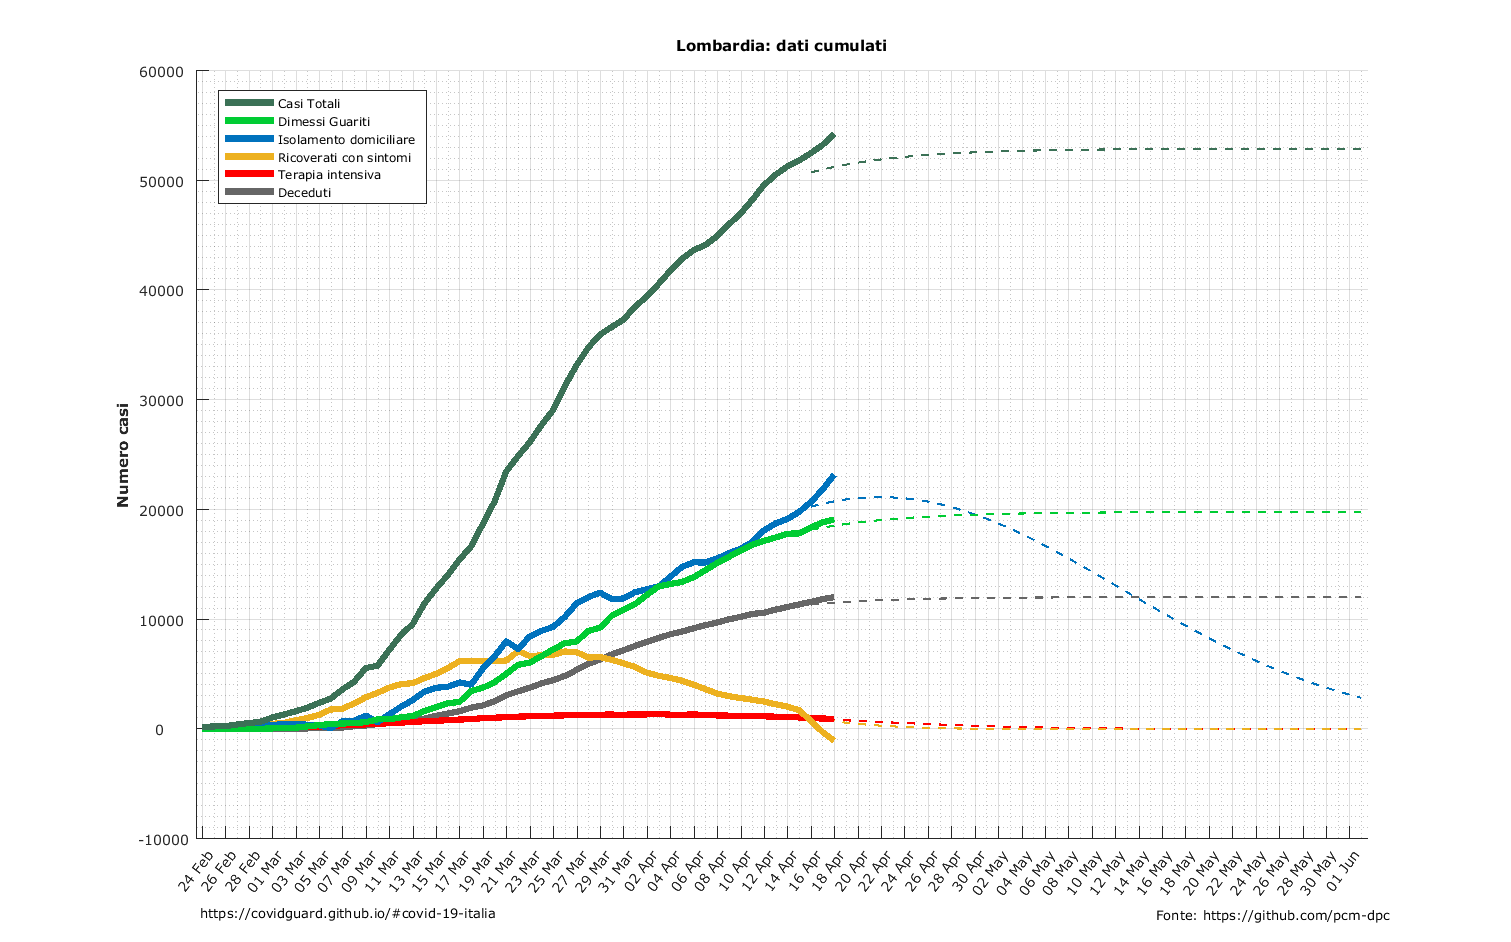 Lombardia: dati cumulati
60000
50000
40000
30000
20000
10000
0
-10000
Numero casi
Casi Totali
Dimessi Guariti
Isolamento domiciliare
Ricoverati con sintomi
Terapia intensiva
Deceduti
24 Feb
26 Feb
28 Feb
01 Mar
03 Mar
05 Mar
07 Mar
09 Mar
11 Mar
13 Mar
15 Mar
17 Mar
19 Mar
21 Mar
23 Mar
25 Mar
27 Mar
29 Mar
31 Mar
02 Apr
04 Apr
06 Apr
08 Apr
10 Apr
12 Apr
14 Apr
16 Apr
18 Apr
20 Apr
22 Apr
24 Apr
26 Apr
28 Apr
30 Apr
02 May
04 May
06 May
08 May
10 May
12 May
14 May
16 May
18 May
20 May
22 May
24 May
26 May
28 May
30 May
01 Jun
https://covidguard.github.io/#covid-19-italia
Fonte: https://github.com/pcm-dpc